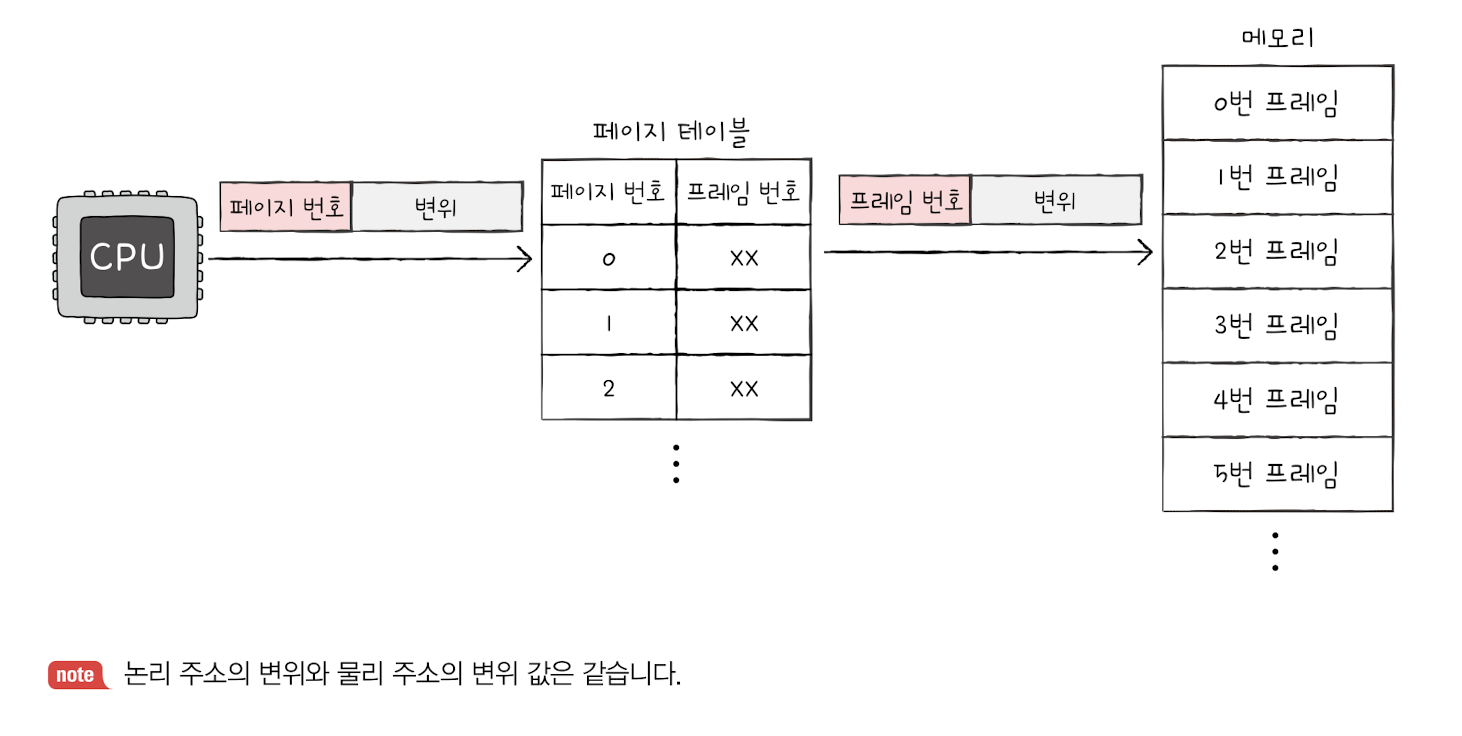 메모리
0번 프레임
1번 프레임
2번 프레임
3번 프레임
4번 프레임
5번 프레임
페이지 테이블
페이지 번호 프레임 번호
0 XX
1 XX
2 XX
페이지 번호 변위
프레임 번호 변위
CPU
note 논리 주소의 변위와 물리 주소의 변위 값은 같습니다.